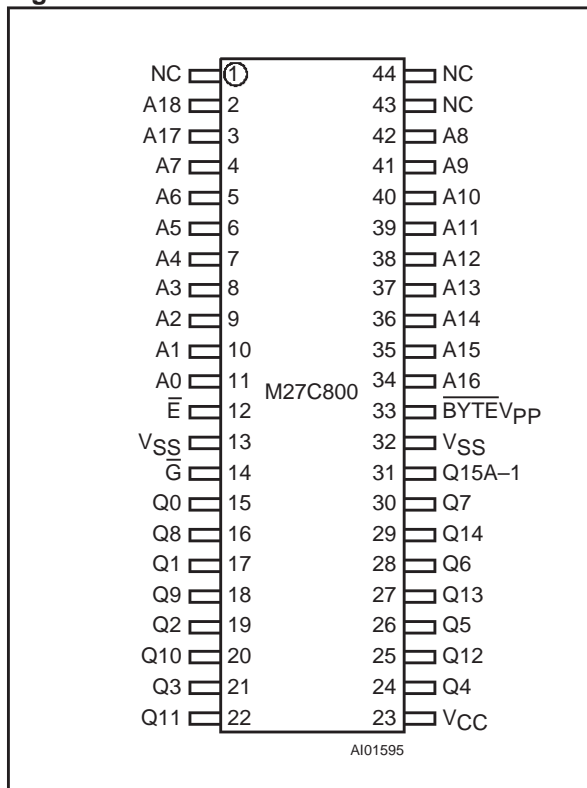 NC 1 44 NC
A18 2 43 NC
A17 3 42 A8
A7 4 41 A9
A6 5 40 A10
A5 6 39 A11
A4 7 38 A12
A3 8 37 A13
A2 9 36 A14
A1 10 35 A15
A0 11 34 A16
M27C800
E̅ 12 33 B̅Y̅T̅E̅VPP
VSS 13 32 VSS
G̅ 14 31 Q15A–1
Q0 15 30 Q7
Q8 16 29 Q14
Q1 17 28 Q6
Q9 18 27 Q13
Q2 19 26 Q5
Q10 20 25 Q12
Q3 21 24 Q4
Q11 22 23 VCC
AI01595